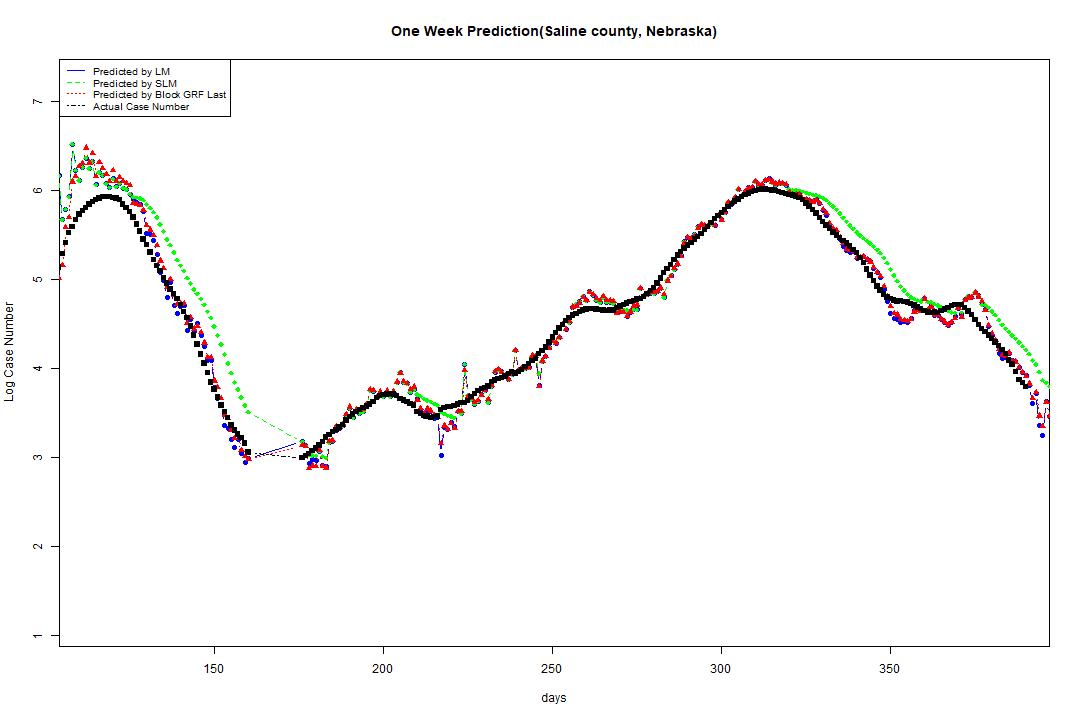 One Week Prediction(Saline county, Nebraska)
Predicted by LM
Predicted by SLM
Predicted by Block GRF Last
Actual Case Number
7
6
5
4
3
2
1
Log Case Number
150 200 250 300 350
days